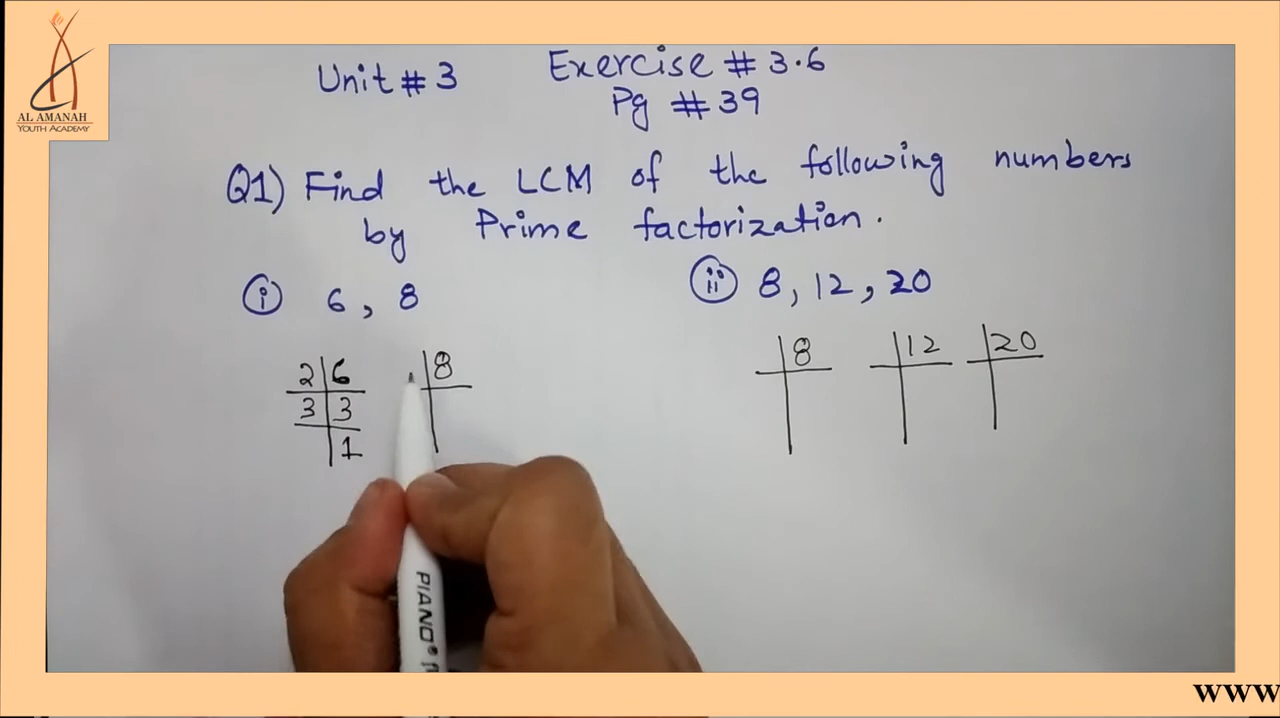 AL AMANAH
YOUTH ACADEMY
Unit # 3
Exercise # 3.6
Pg # 39
Q1) Find the LCM of the following numbers
by Prime factorization.
(i) 6, 8
(ii) 8, 12, 20
2 | 6
3 | 3
1
8
8
12
20
PIANO®
www